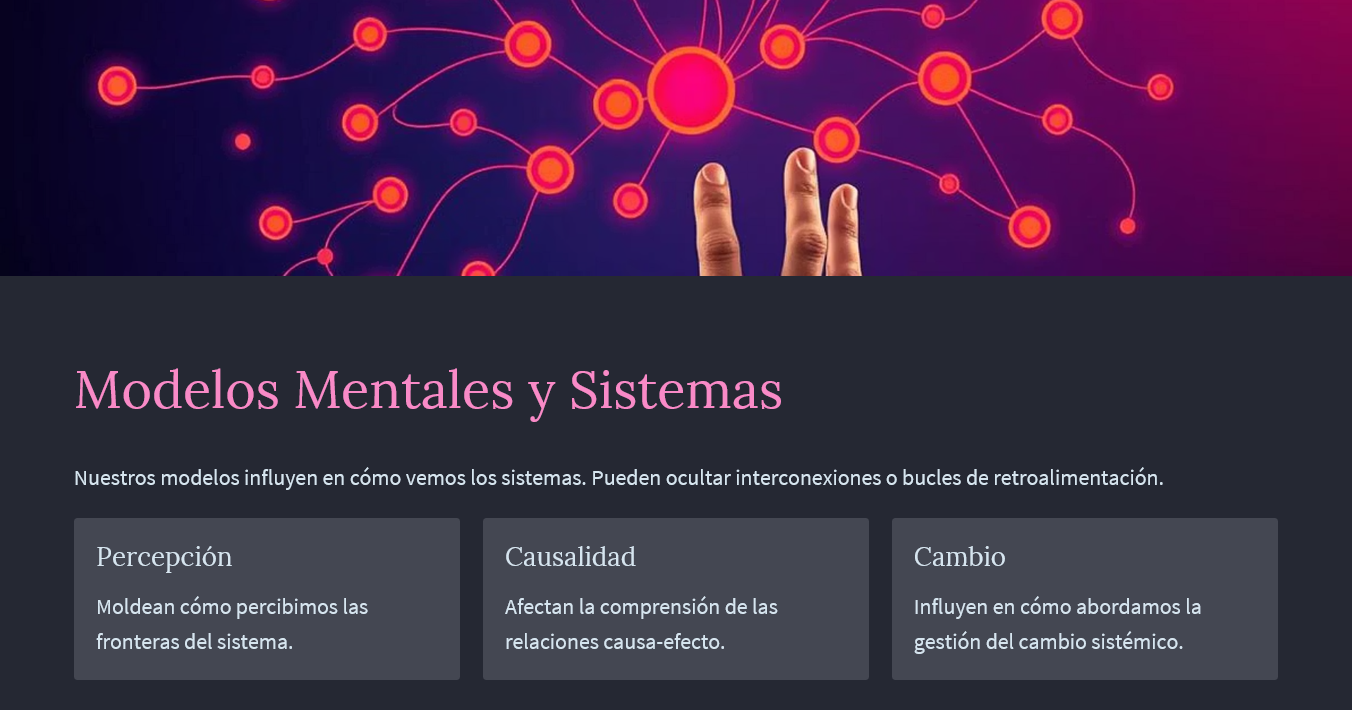 Modelos Mentales y Sistemas
Nuestros modelos influyen en cómo vemos los sistemas. Pueden ocultar interconexiones o bucles de retroalimentación.
Percepción
Moldean cómo percibimos las
fronteras del sistema.
Causalidad
Afectan la comprensión de las
relaciones causa-efecto.
Cambio
Influyen en cómo abordamos la
gestión del cambio sistémico.